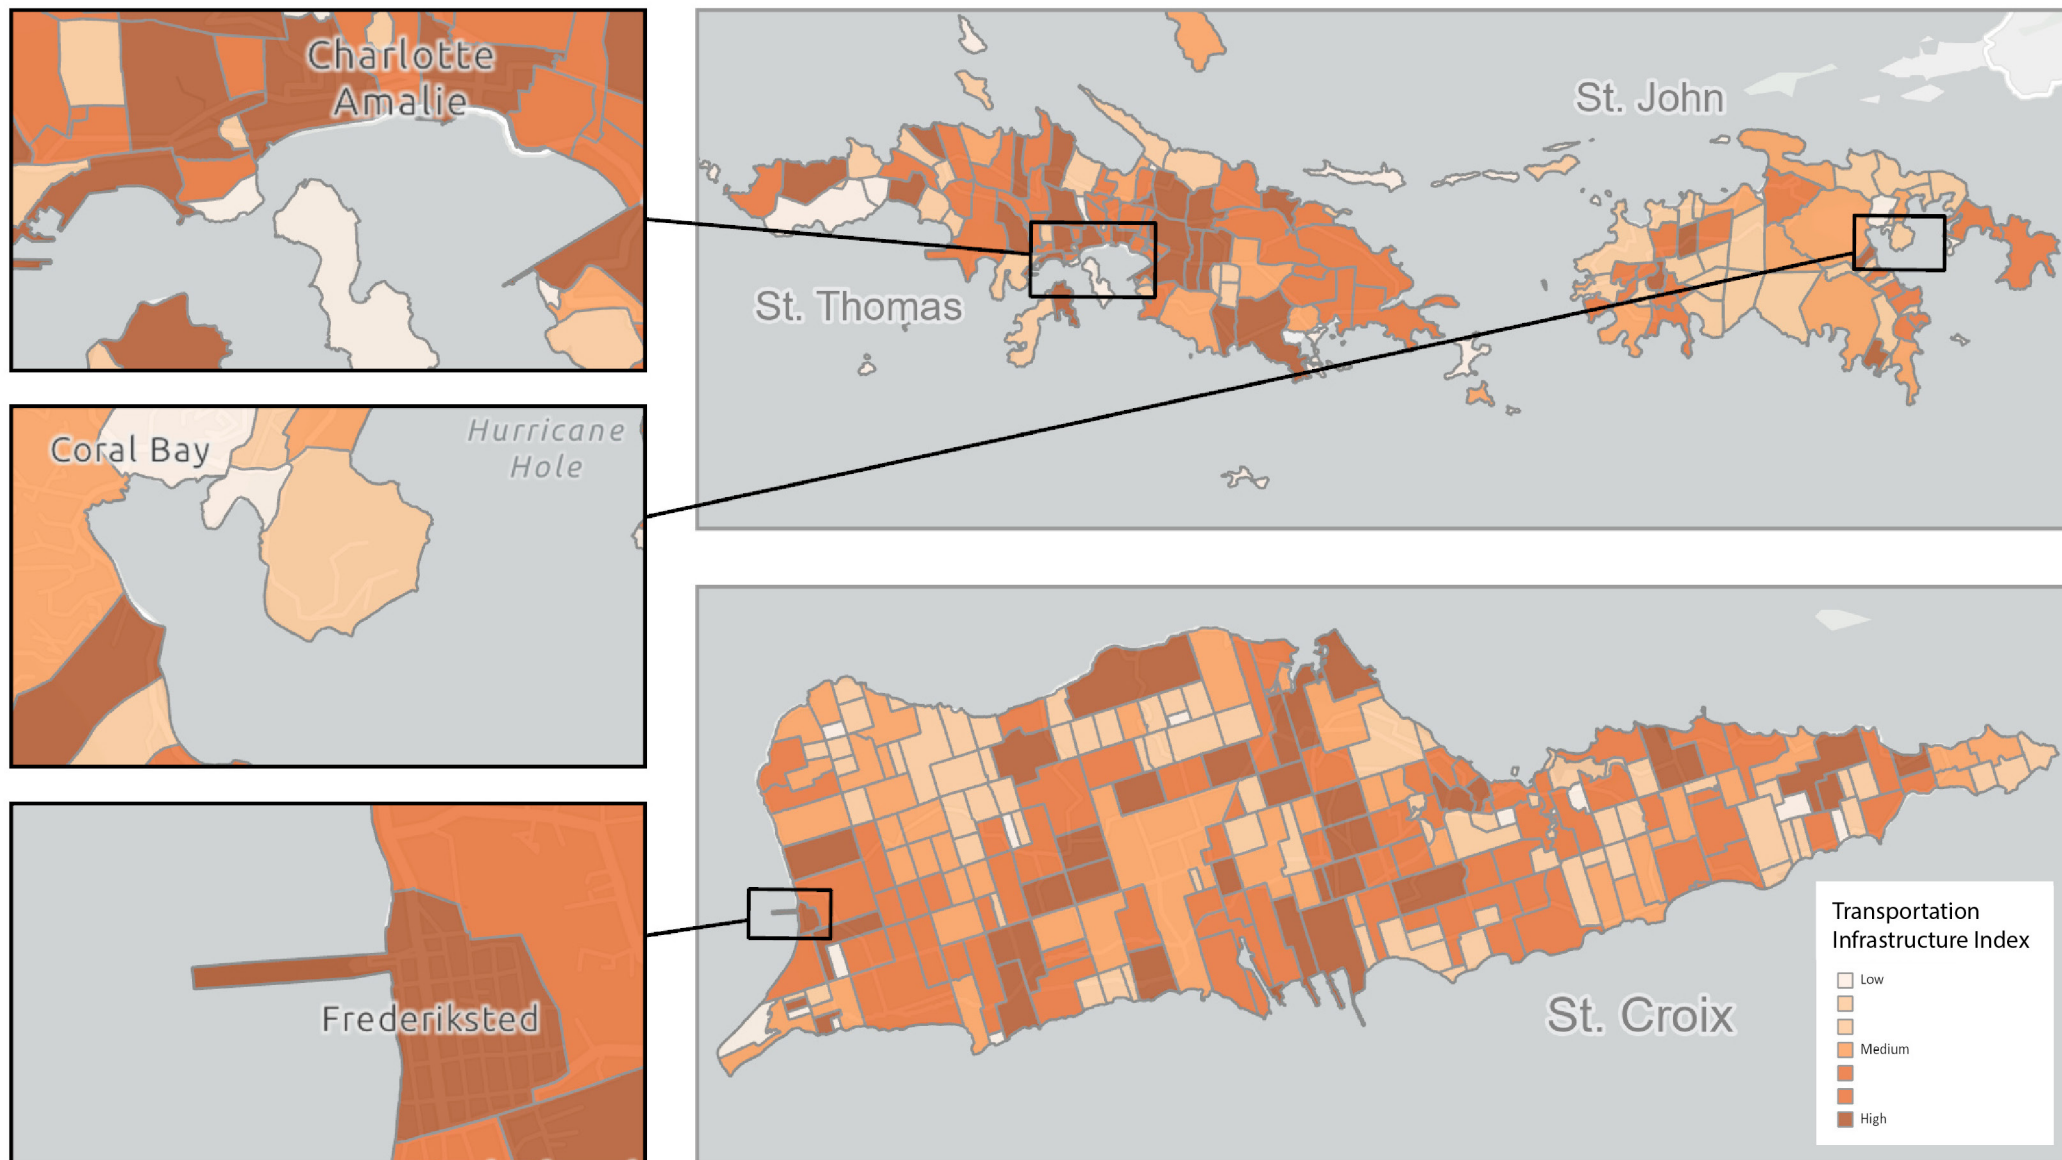 Charlotte
Amalie
St. John
St. Thomas
Coral Bay
Hurricane
Hole
Frederiksted
St. Croix
Transportation
Infrastructure Index
Low
Medium
High